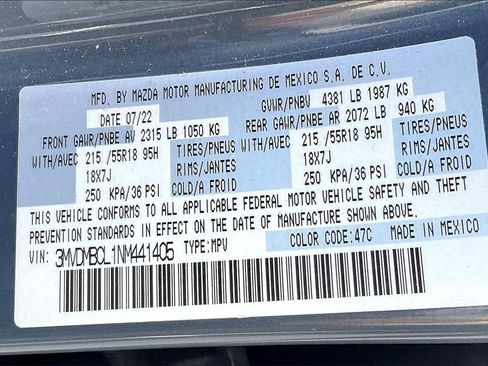 MFD. BY MAZDA MOTOR MANUFACTURING DE MEXICO S.A. DE C.V.
DATE 07/22 GVWR/PNBV 4381 LB 1987 KG
FRONT GAWR/PNBE AV 2315 LB 1050 KG REAR GAWR/PNBE AR 2072 LB 940 KG
WITH/AVEC 215 /55R18 95H TIRES/PNEUS WITH/AVEC 215 /55R18 95H TIRES/PNEUS
18X7J RIMS/JANTES 18X7J RIMS/JANTES
250 KPA/36 PSI COLD/A FROID 250 KPA/36 PSI COLD/A FROID
THIS VEHICLE CONFORMS TO ALL APPLICABLE FEDERAL MOTOR VEHICLE SAFETY AND THEFT
PREVENTION STANDARDS IN EFFECT ON THE DATE OF MANUFACTURE SHOWN ABOVE.
VIN: 3MVDMBCL1NM441405 TYPE:MPV COLOR CODE:47C MADE IN MEXICO